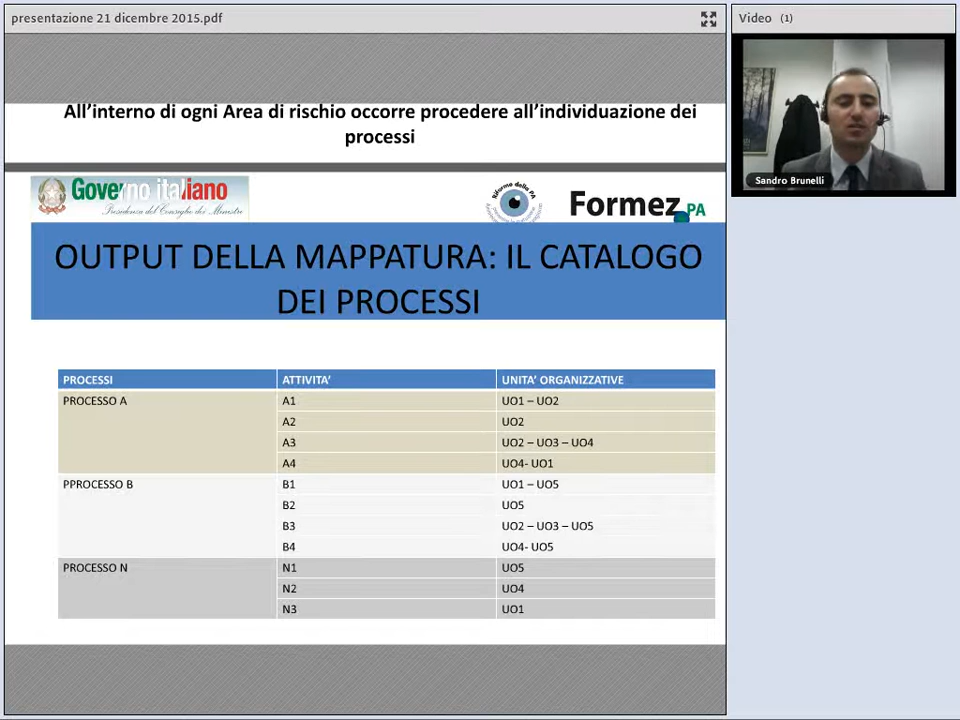 presentazione 21 dicembre 2015.pdf
Video (1)
Sandro Brunelli
All’interno di ogni Area di rischio occorre procedere all’individuazione dei
processi
Governo italiano
Presidenza del Consiglio dei Ministri
Riforma della PA
Formez PA
OUTPUT DELLA MAPPATURA: IL CATALOGO
DEI PROCESSI
PROCESSI ATTIVITA’ UNITA’ ORGANIZZATIVE
PROCESSO A A1 UO1 – UO2
A2 UO2
A3 UO2 – UO3 – UO4
A4 UO4- UO1
PPROCESSO B B1 UO1 – UO5
B2 UO5
B3 UO2 – UO3 – UO5
B4 UO4- UO5
PROCESSO N N1 UO5
N2 UO4
N3 UO1